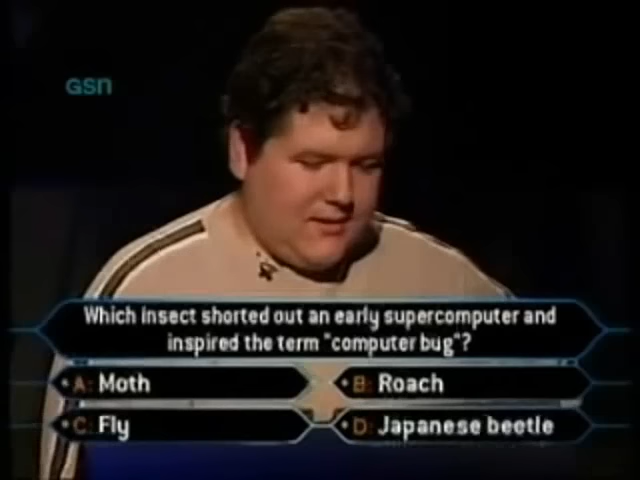 GSN
Which insect shorted out an early supercomputer and
inspired the term "computer bug"?
A: Moth
B: Roach
C: Fly
D: Japanese beetle